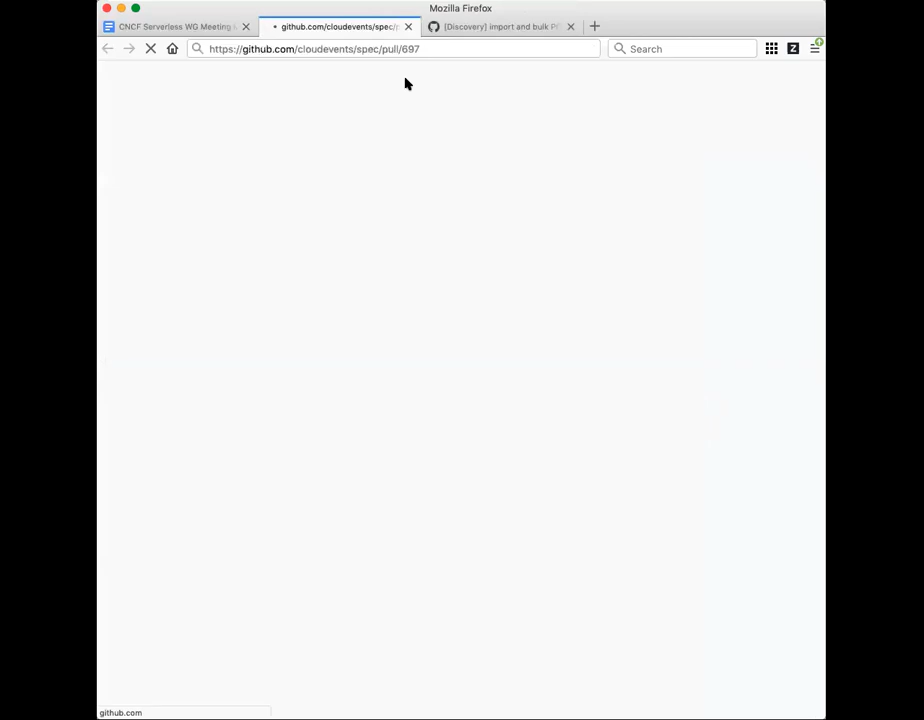 Mozilla Firefox
CNCF Serverless WG Meeting
github.com/cloudevents/spec/
[Discovery] import and bulk
https://github.com/cloudevents/spec/pull/697
Search
Z
github.com